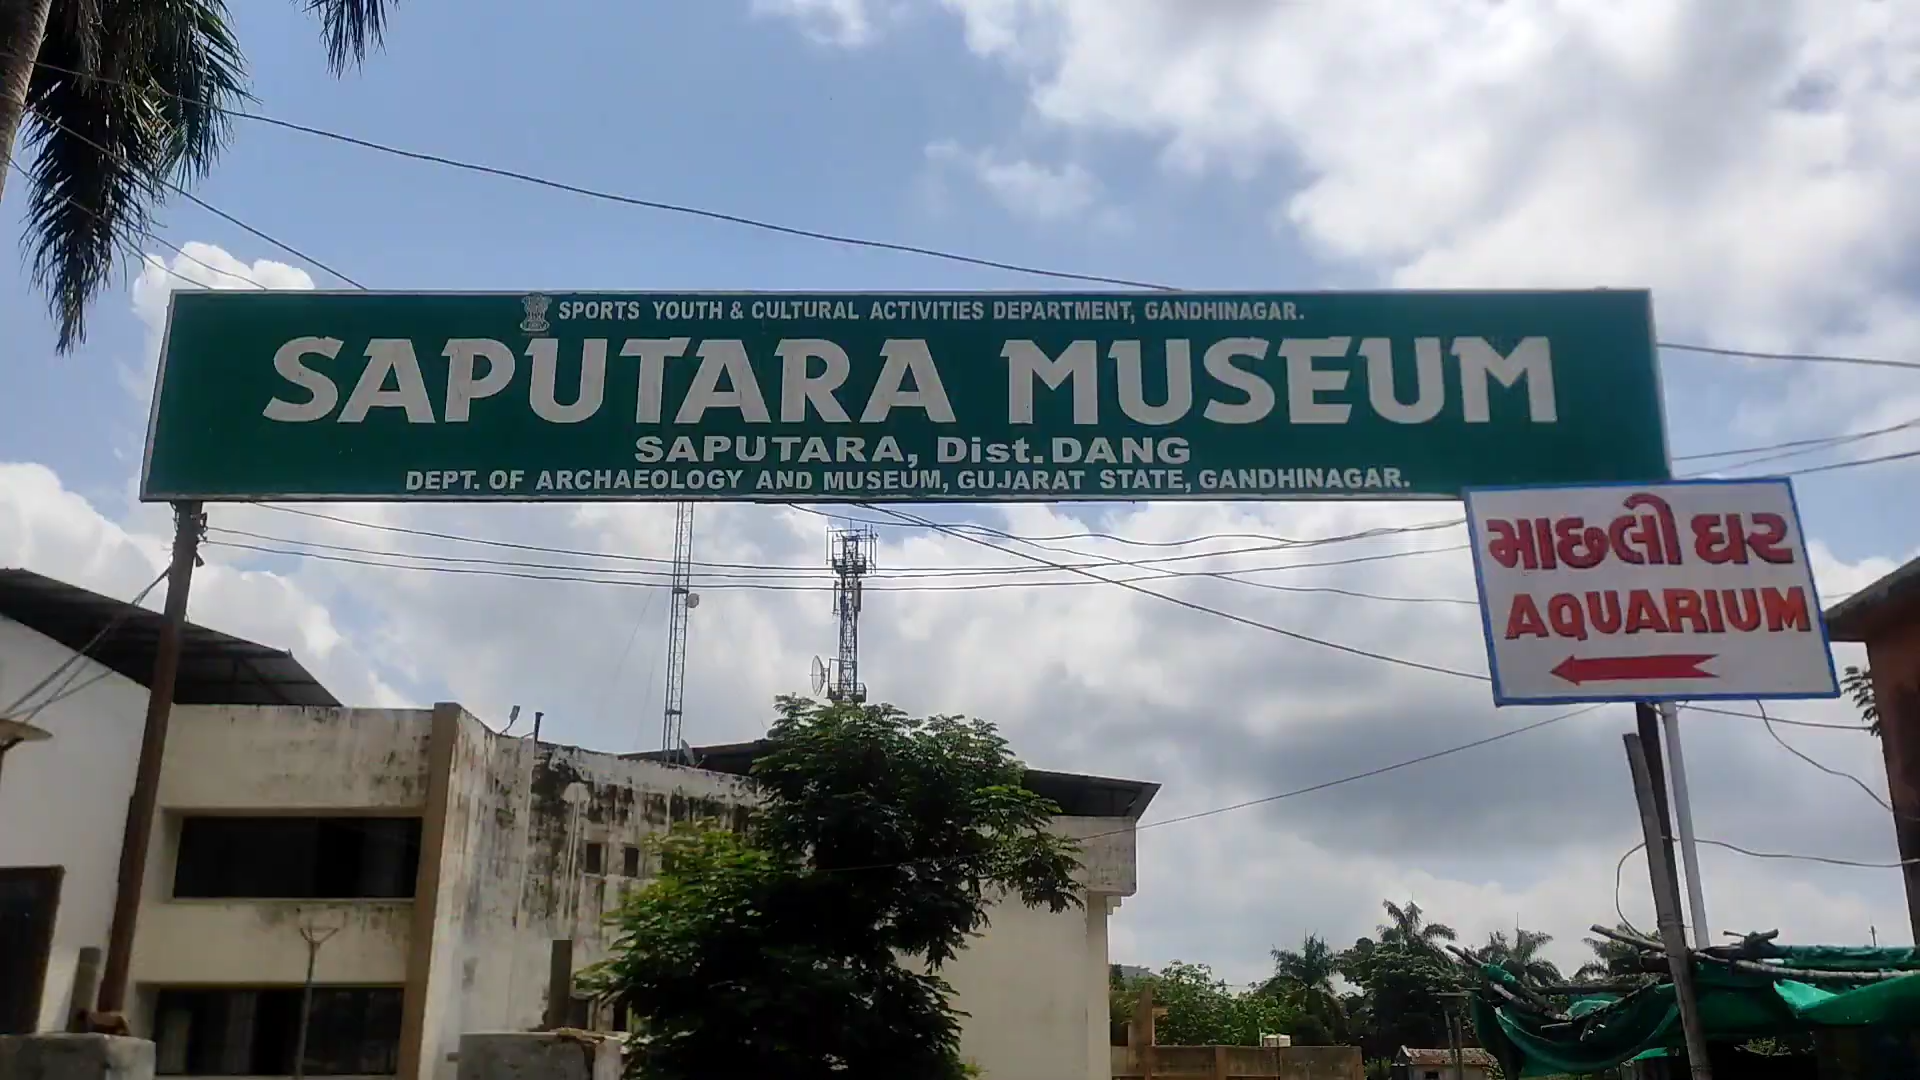 SPORTS YOUTH & CULTURAL ACTIVITIES DEPARTMENT, GANDHINAGAR.
SAPUTARA MUSEUM
SAPUTARA, Dist. DANG
DEPT. OF ARCHAEOLOGY AND MUSEUM, GUJARAT STATE, GANDHINAGAR.
માછલી ઘર
AQUARIUM